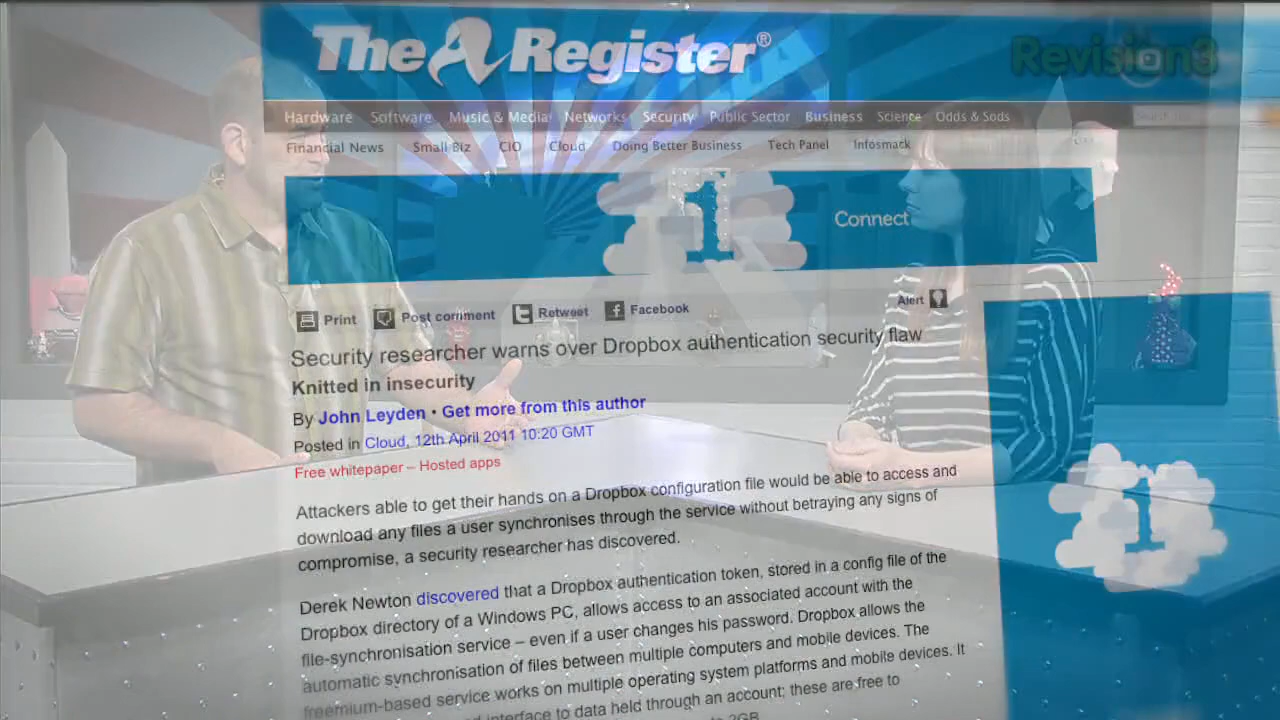 The Register®
Revision3
Hardware Software Music & Media Networks Security Public Sector Business Science Odds & Sods
Financial News Small Biz CIO Cloud Doing Better Business Tech Panel Infosmack
1
Connect
Print Post comment Retweet Facebook
Alert
Security researcher warns over Dropbox authentication security flaw
Knitted in insecurity
By John Leyden • Get more from this author
Posted in Cloud, 12th April 2011 10:20 GMT
Free whitepaper – Hosted apps
Attackers able to get their hands on a Dropbox configuration file would be able to access and
download any files a user synchronises through the service without betraying any signs of
compromise, a security researcher has discovered.
Derek Newton discovered that a Dropbox authentication token, stored in a config file of the
Dropbox directory of a Windows PC, allows access to an associated account with the
file-synchronisation service – even if a user changes his password. Dropbox allows the
automatic synchronisation of files between multiple computers and mobile devices. The
freemium-based service works on multiple operating system platforms and mobile devices. It
interface to data held through an account; these are free to
2GB
1